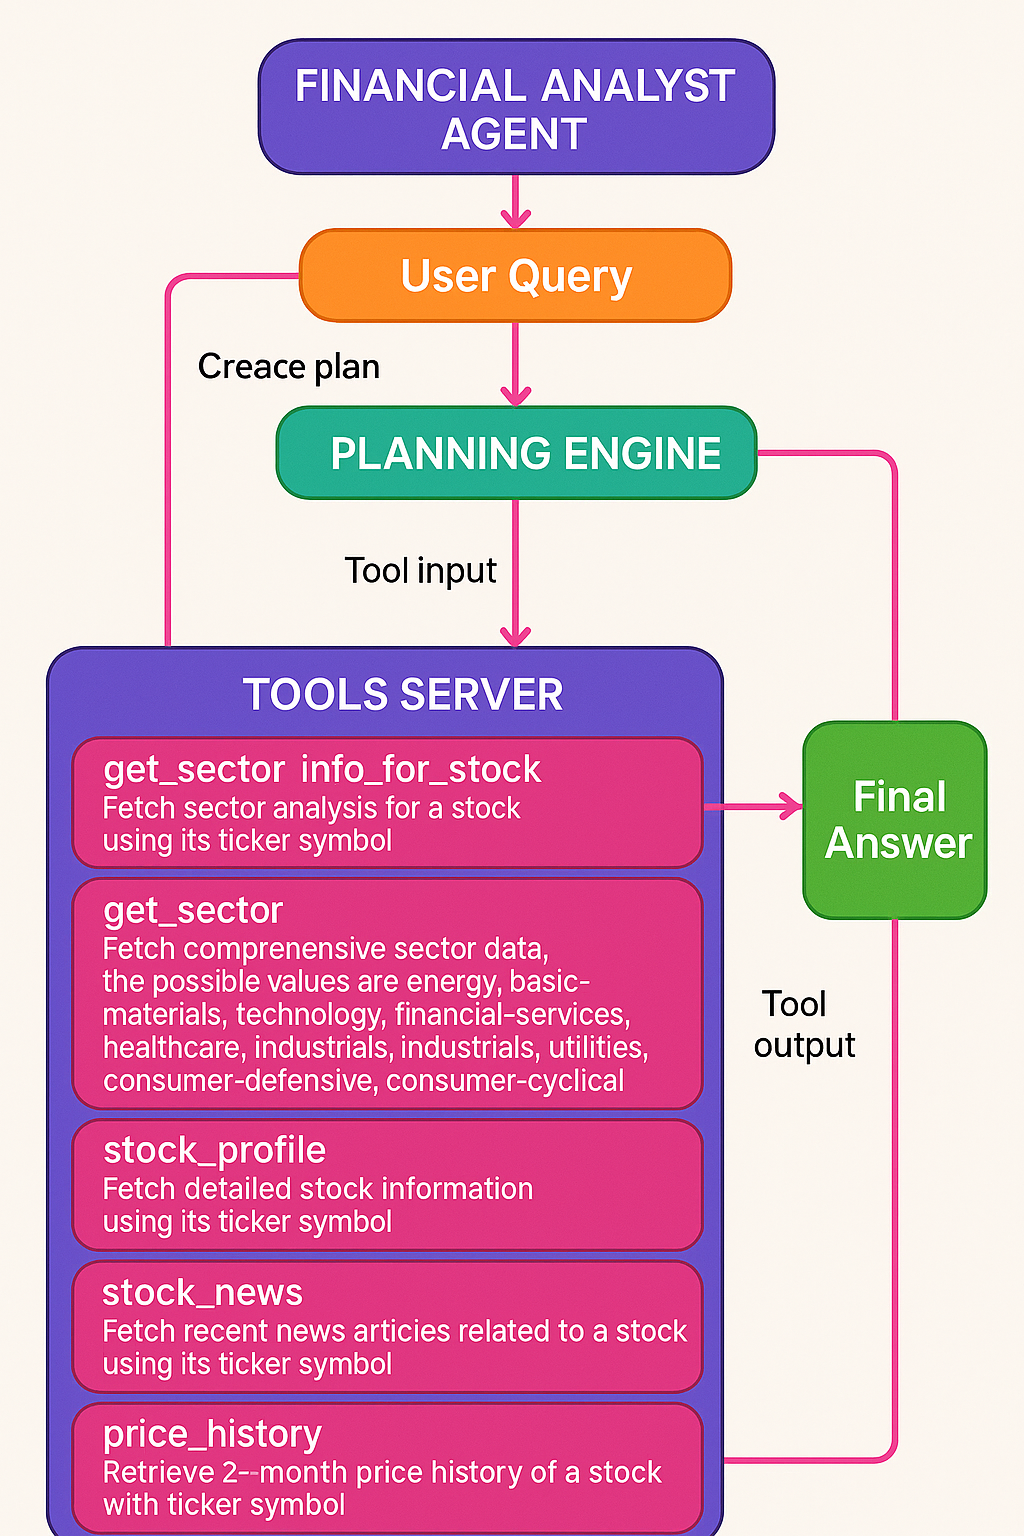 FINANCIAL ANALYST
AGENT
User Query
Creace plan
PLANNING ENGINE
Tool input
TOOLS SERVER
get_sector info_for_stock
Fetch sector analysis for a stock
using its ticker symbol
Final
Answer
get_sector
Fetch comprenensive sector data,
the possible values are energy, basic-
materials, technology, financial-services,
healthcare, industrials, industrials, utilities,
consumer-defensive, consumer-cyclical
Tool
output
stock_profile
Fetch detailed stock information
using its ticker symbol
stock_news
Fetch recent news articies related to a stock
using its ticker symbol
price_history
Retrieve 2--month price history of a stock
with ticker symbol